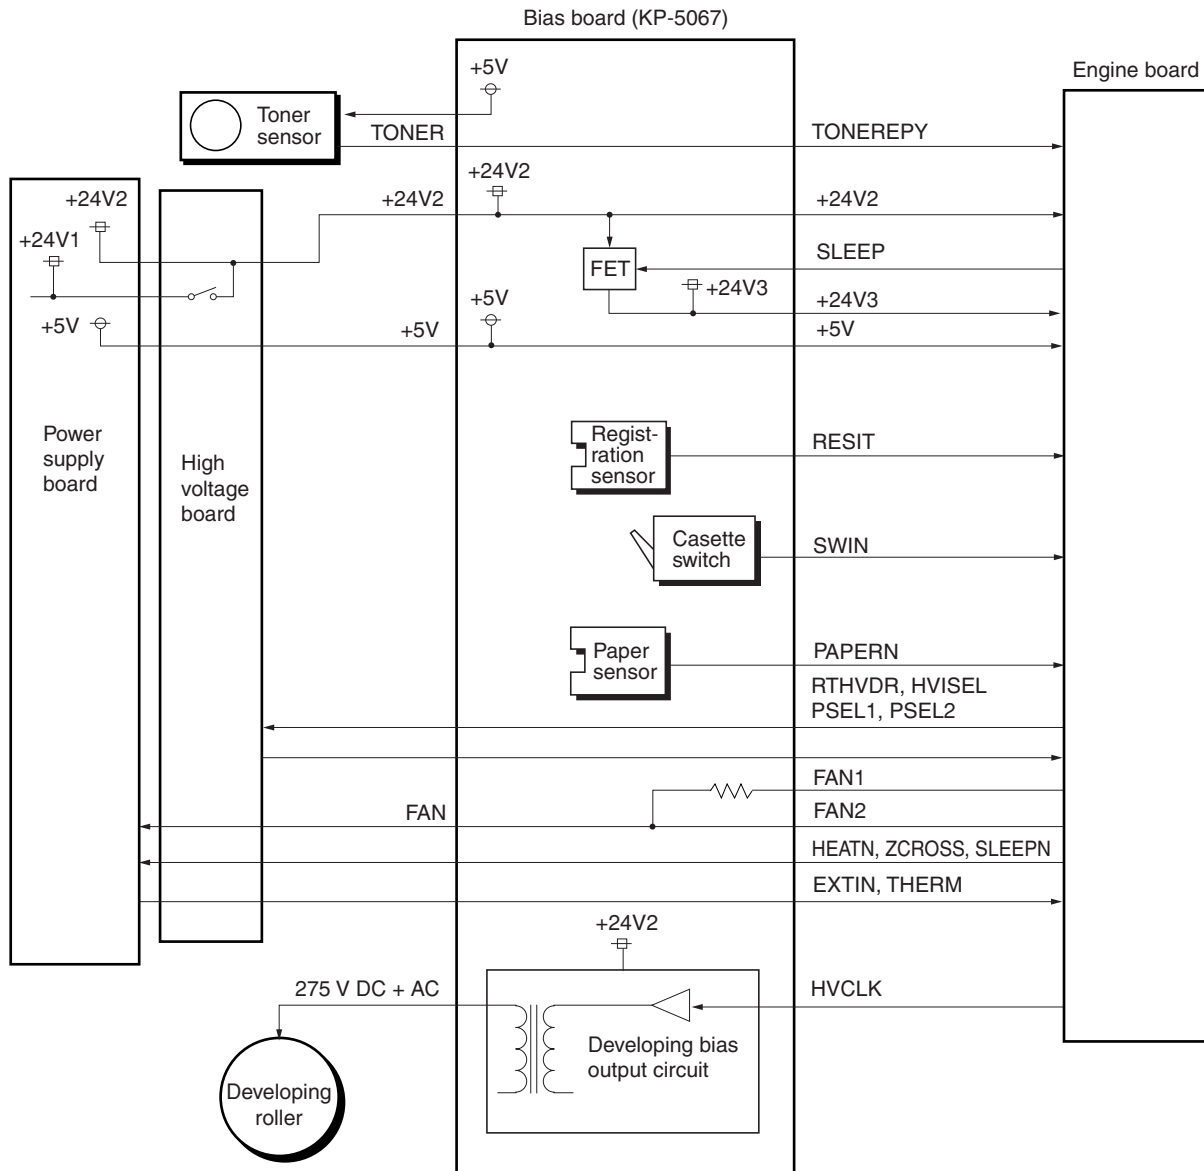 Bias board (KP-5067)
Engine board
+5V
Toner
sensor
TONER
TONEREPY
+24V2
+24V2
+24V2
+24V2
+24V1
SLEEP
FET
+24V3
+24V3
+5V
+5V
+5V
+5V
Power
supply
board
High
voltage
board
Regist-
ration
sensor
RESIT
Casette
switch
SWIN
Paper
sensor
PAPERN
RTHVDR, HVISEL
PSEL1, PSEL2
FAN1
FAN
FAN2
HEATN, ZCROSS, SLEEPN
EXTIN, THERM
+24V2
275 V DC + AC
HVCLK
Developing bias
output circuit
Developing
roller